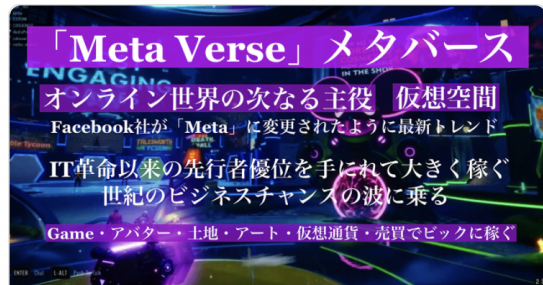 「Meta Verse」メタバース
ENGAGING
IN THE SHOP
オンライン世界の次なる主役 仮想空間
Facebook社が「Meta」に変更されたように最新トレンド
IT革命以来の先行者優位を手にれて大きく稼ぐ
世紀のビジネスチャンスの波に乗る
Game・アバター・土地・アート・仮想通貨・売買でビックに稼ぐ
ENTER Chat L-ALT